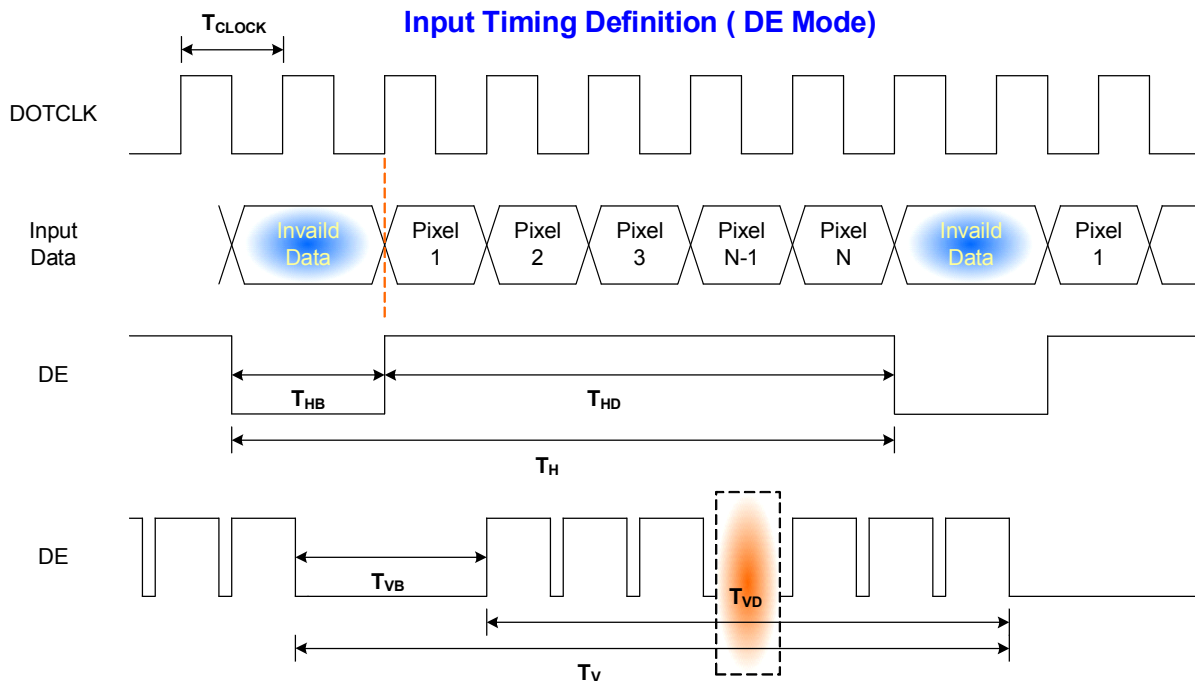 Input Timing Definition ( DE Mode)
TCLOCK
DOTCLK
Input
Data
Invaild
Data
Pixel
1
Pixel
2
Pixel
3
Pixel
N-1
Pixel
N
Invaild
Data
Pixel
1
DE
THB
THD
TH
DE
TVB
TVD
TV